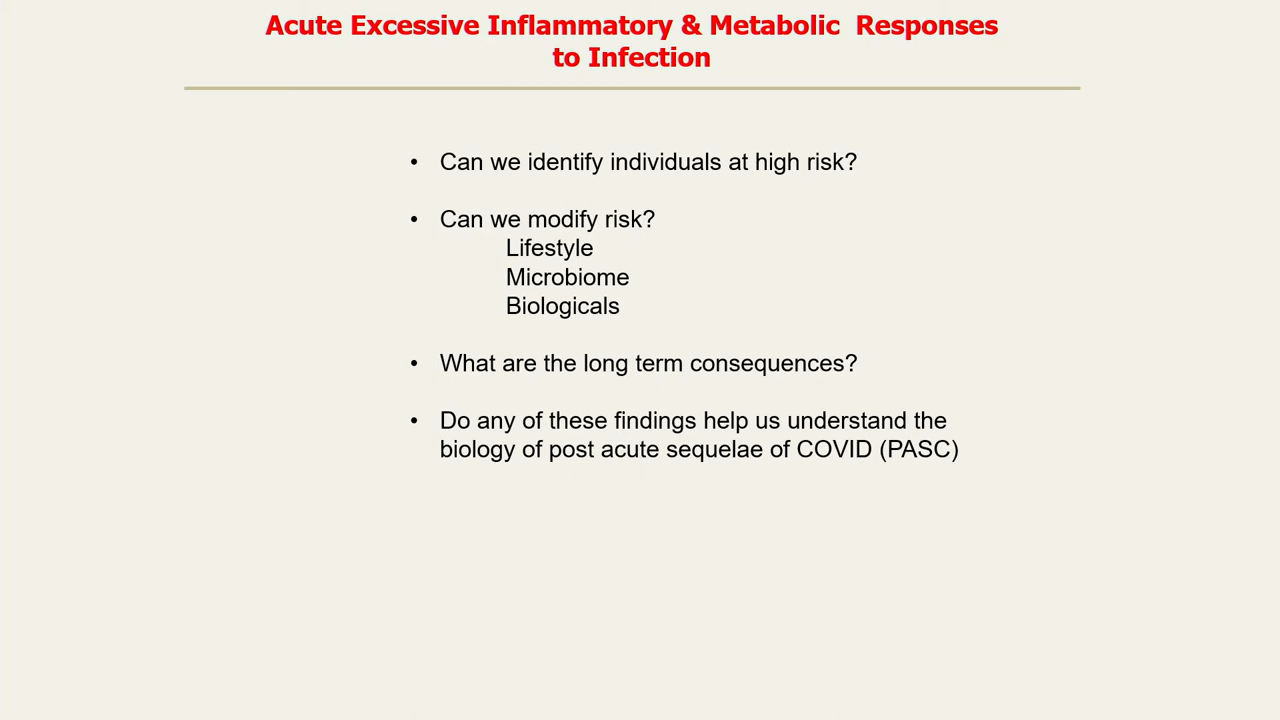 Acute Excessive Inflammatory & Metabolic  Responses
to Infection
• Can we identify individuals at high risk?
• Can we modify risk?
Lifestyle
Microbiome
Biologicals
• What are the long term consequences?
• Do any of these findings help us understand the
biology of post acute sequelae of COVID (PASC)